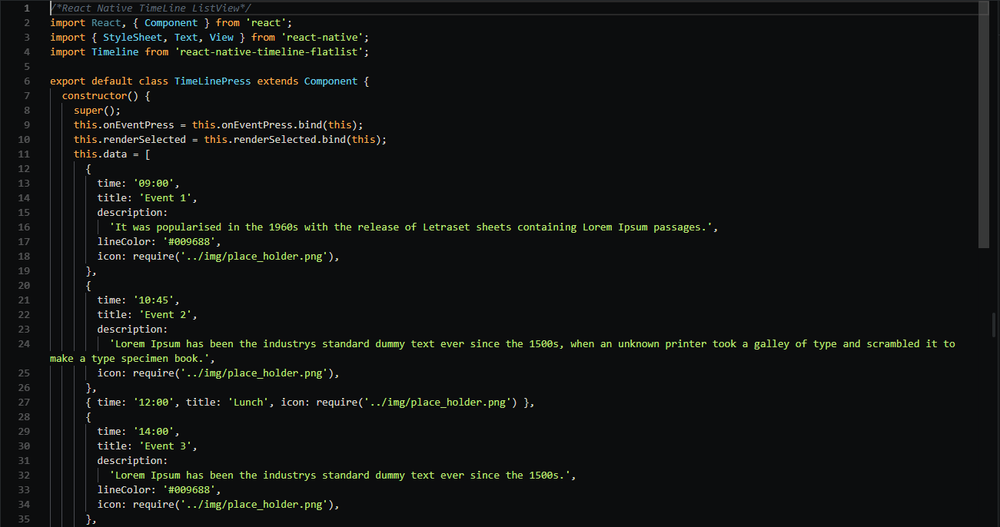 1 /*React Native TimeLine ListView*/
2 import React, { Component } from 'react';
3 import { StyleSheet, Text, View } from 'react-native';
4 import Timeline from 'react-native-timeline-flatlist';
5
6 export default class TimeLinePress extends Component {
7   constructor() {
8     super();
9     this.onEventPress = this.onEventPress.bind(this);
10     this.renderSelected = this.renderSelected.bind(this);
11     this.data = [
12       {
13         time: '09:00',
14         title: 'Event 1',
15         description:
16           'It was popularised in the 1960s with the release of Letraset sheets containing Lorem Ipsum passages.',
17         lineColor: '#009688',
18         icon: require('../img/place_holder.png'),
19       },
20       {
21         time: '10:45',
22         title: 'Event 2',
23         description:
24           'Lorem Ipsum has been the industrys standard dummy text ever since the 1500s, when an unknown printer took a galley of type and scrambled it to
make a type specimen book.',
25         icon: require('../img/place_holder.png'),
26       },
27       { time: '12:00', title: 'Lunch', icon: require('../img/place_holder.png') },
28       {
29         time: '14:00',
30         title: 'Event 3',
31         description:
32           'Lorem Ipsum has been the industrys standard dummy text ever since the 1500s.',
33         lineColor: '#009688',
34         icon: require('../img/place_holder.png'),
35       },